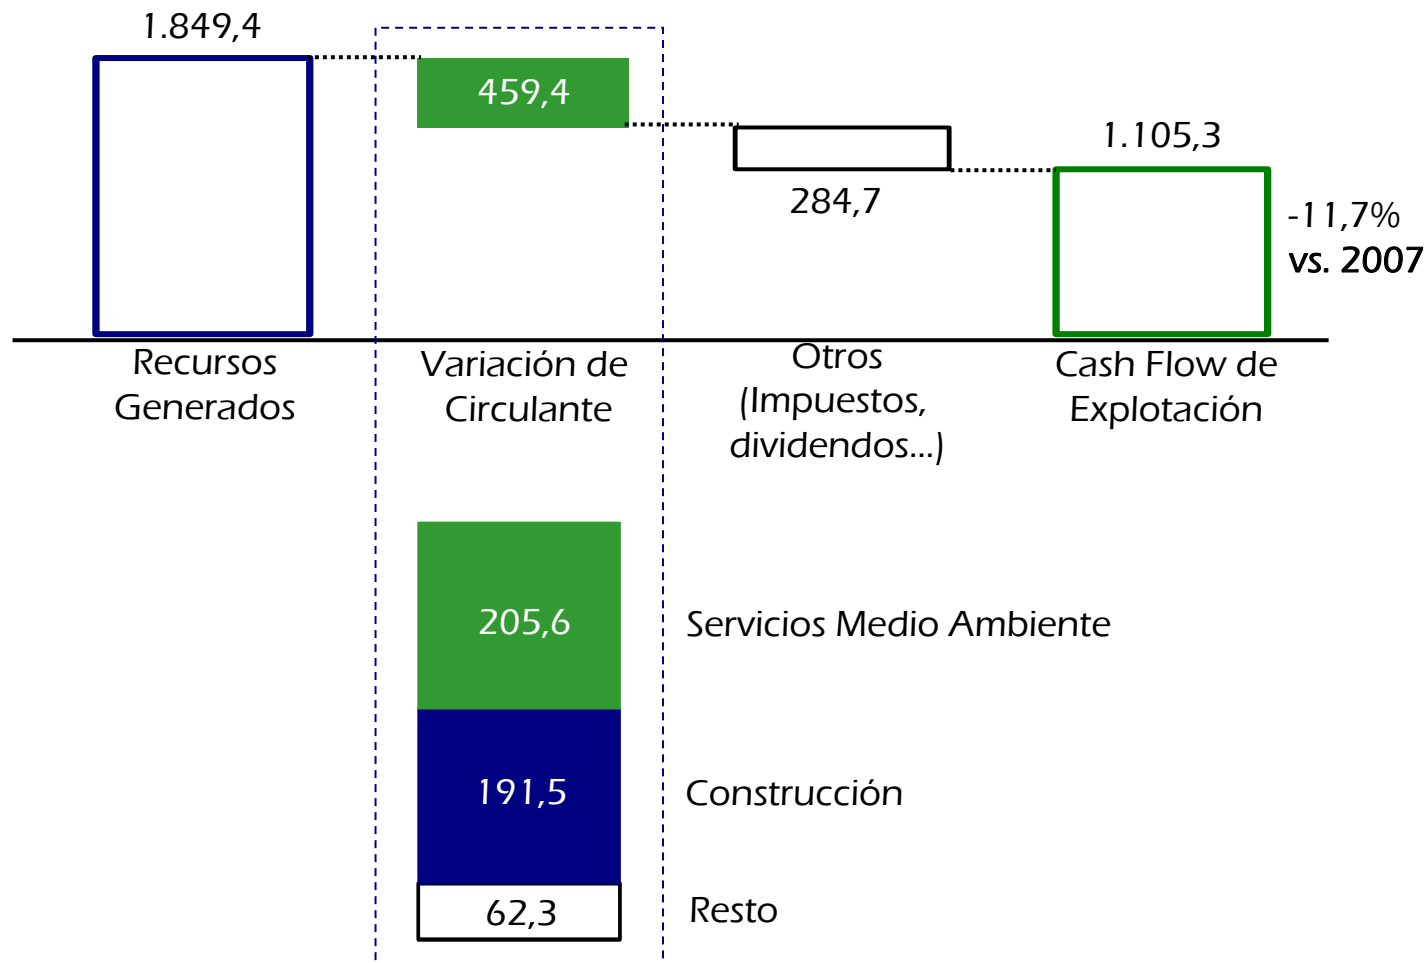 1.849,4
459,4
284,7
1.105,3
-11,7%
vs. 2007
Recursos
Generados
Variación de
Circulante
Otros
(Impuestos,
dividendos...)
Cash Flow de
Explotación
205,6
Servicios Medio Ambiente
191,5
Construcción
62,3
Resto